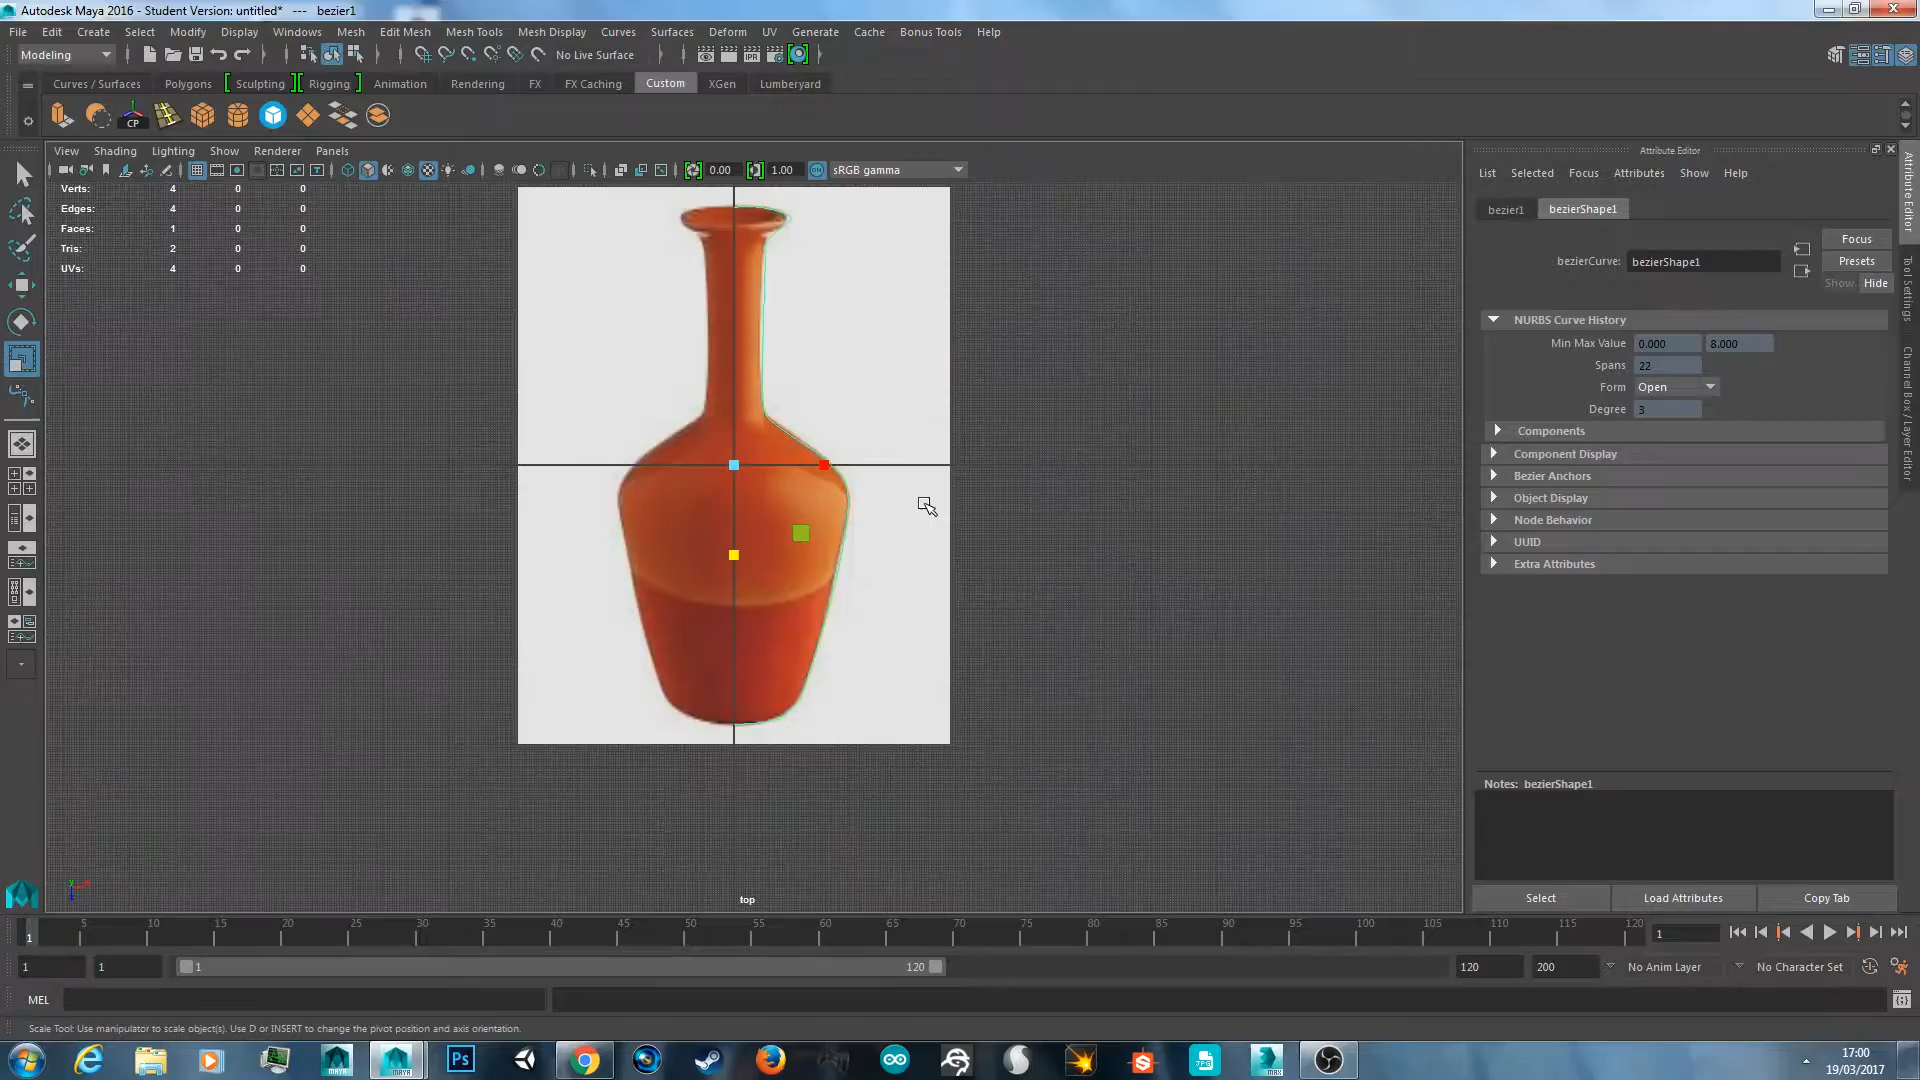 Autodesk Maya 2016 - Student Version: untitled*   ---   bezier1
File Edit Create Select Modify Display Windows Mesh Edit Mesh Mesh Tools Mesh Display Curves Surfaces Deform UV Generate Cache Bonus Tools Help
Modeling No Live Surface
Curves / Surfaces Polygons Sculpting Rigging Animation Rendering FX FX Caching Custom XGen Lumberyard
CP
View Shading Lighting Show Renderer Panels
0.00 1.00 sRGB gamma
Verts: 4 0 0
Edges: 4 0 0
Faces: 1 0 0
Tris: 2 0 0
UVs: 4 0 0
top
Attribute Editor
List Selected Focus Attributes Show Help
bezier1 bezierShape1
Focus
bezierCurve: bezierShape1 Presets
Show Hide
NURBS Curve History
Min Max Value 0.000 8.000
Spans 22
Form Open
Degree 3
Components
Component Display
Bezier Anchors
Object Display
Node Behavior
UUID
Extra Attributes
Notes: bezierShape1
Select Load Attributes Copy Tab
Attribute Editor
Tool Settings
Channel Box / Layer Editor
5 10 15 20 25 30 35 40 45 50 55 60 65 70 75 80 85 90 95 100 105 110 115 120
1 1
1 1 1 120 120 200 No Anim Layer No Character Set
MEL
Scale Tool: Use manipulator to scale object(s). Use D or INSERT to change the pivot position and axis orientation.
17:00
19/03/2017